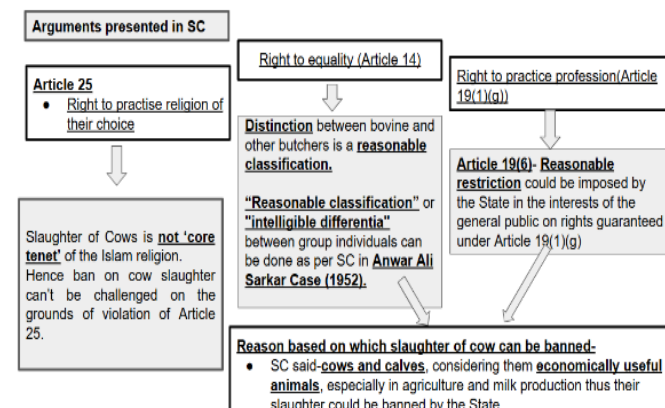 Arguments presented in SC
Article 25
● Right to practise religion of
their choice
Slaughter of Cows is not 'core
tenet' of the Islam religion.
Hence ban on cow slaughter
can't be challenged on the
grounds of violation of Article
25.
Right to equality (Article 14)
Distinction between bovine and
other butchers is a reasonable
classification.
"Reasonable classification" or
"intelligible differentia"
between group individuals can
be done as per SC in Anwar Ali
Sarkar Case (1952).
Right to practice profession(Article
19(1)(g))
Article 19(6)- Reasonable
restriction could be imposed by
the State in the interests of the
general public on rights guaranteed
under Article 19(1)(g)
Reason based on which slaughter of cow can be banned-
● SC said-cows and calves, considering them economically useful
animals, especially in agriculture and milk production thus their
slaughter could be banned by the State